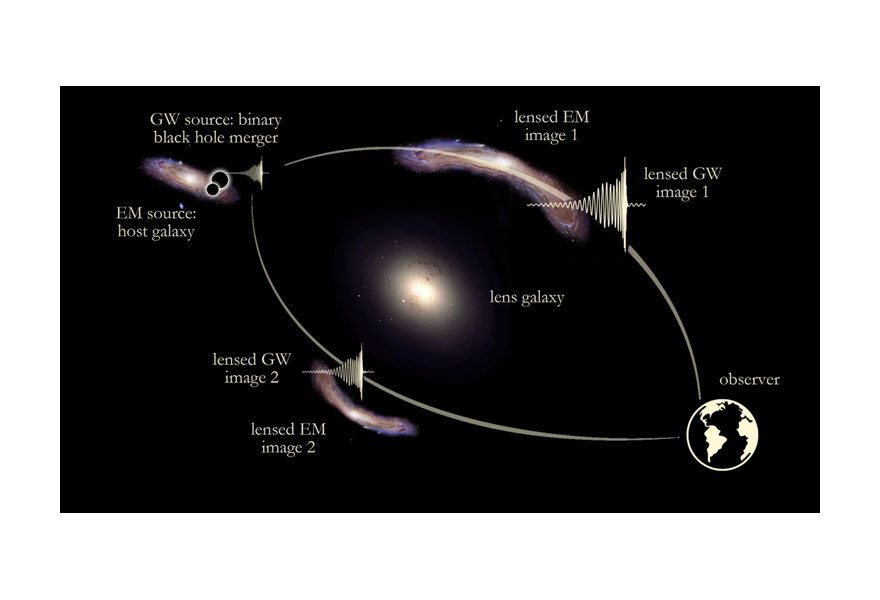 GW source: binary
black hole merger
EM source:
host galaxy
lensed EM
image 1
lensed GW
image 1
lens galaxy
lensed GW
image 2
lensed EM
image 2
observer